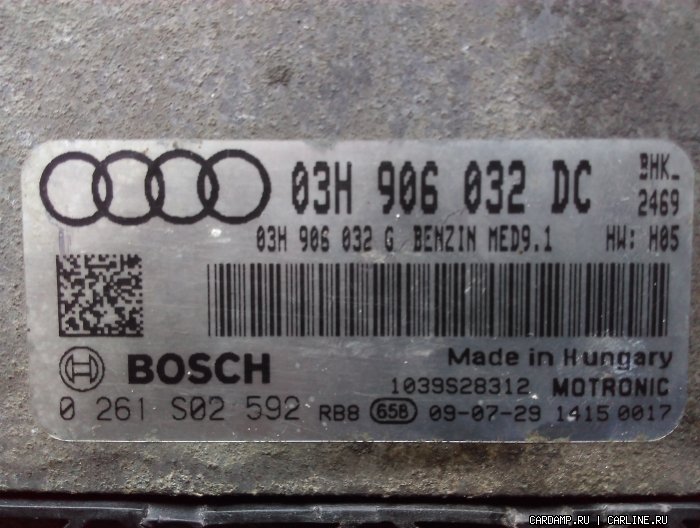 03H 906 032 DC BHK_
2469
03H 906 032 G BENZIN MED9.1 HW: H05
BOSCH Made in Hungary
1039S28312 MOTRONIC
0 261 S02 592 RB8 658 09-07-29 1415 0017
CARDAMP.RU | CARLINE.RU